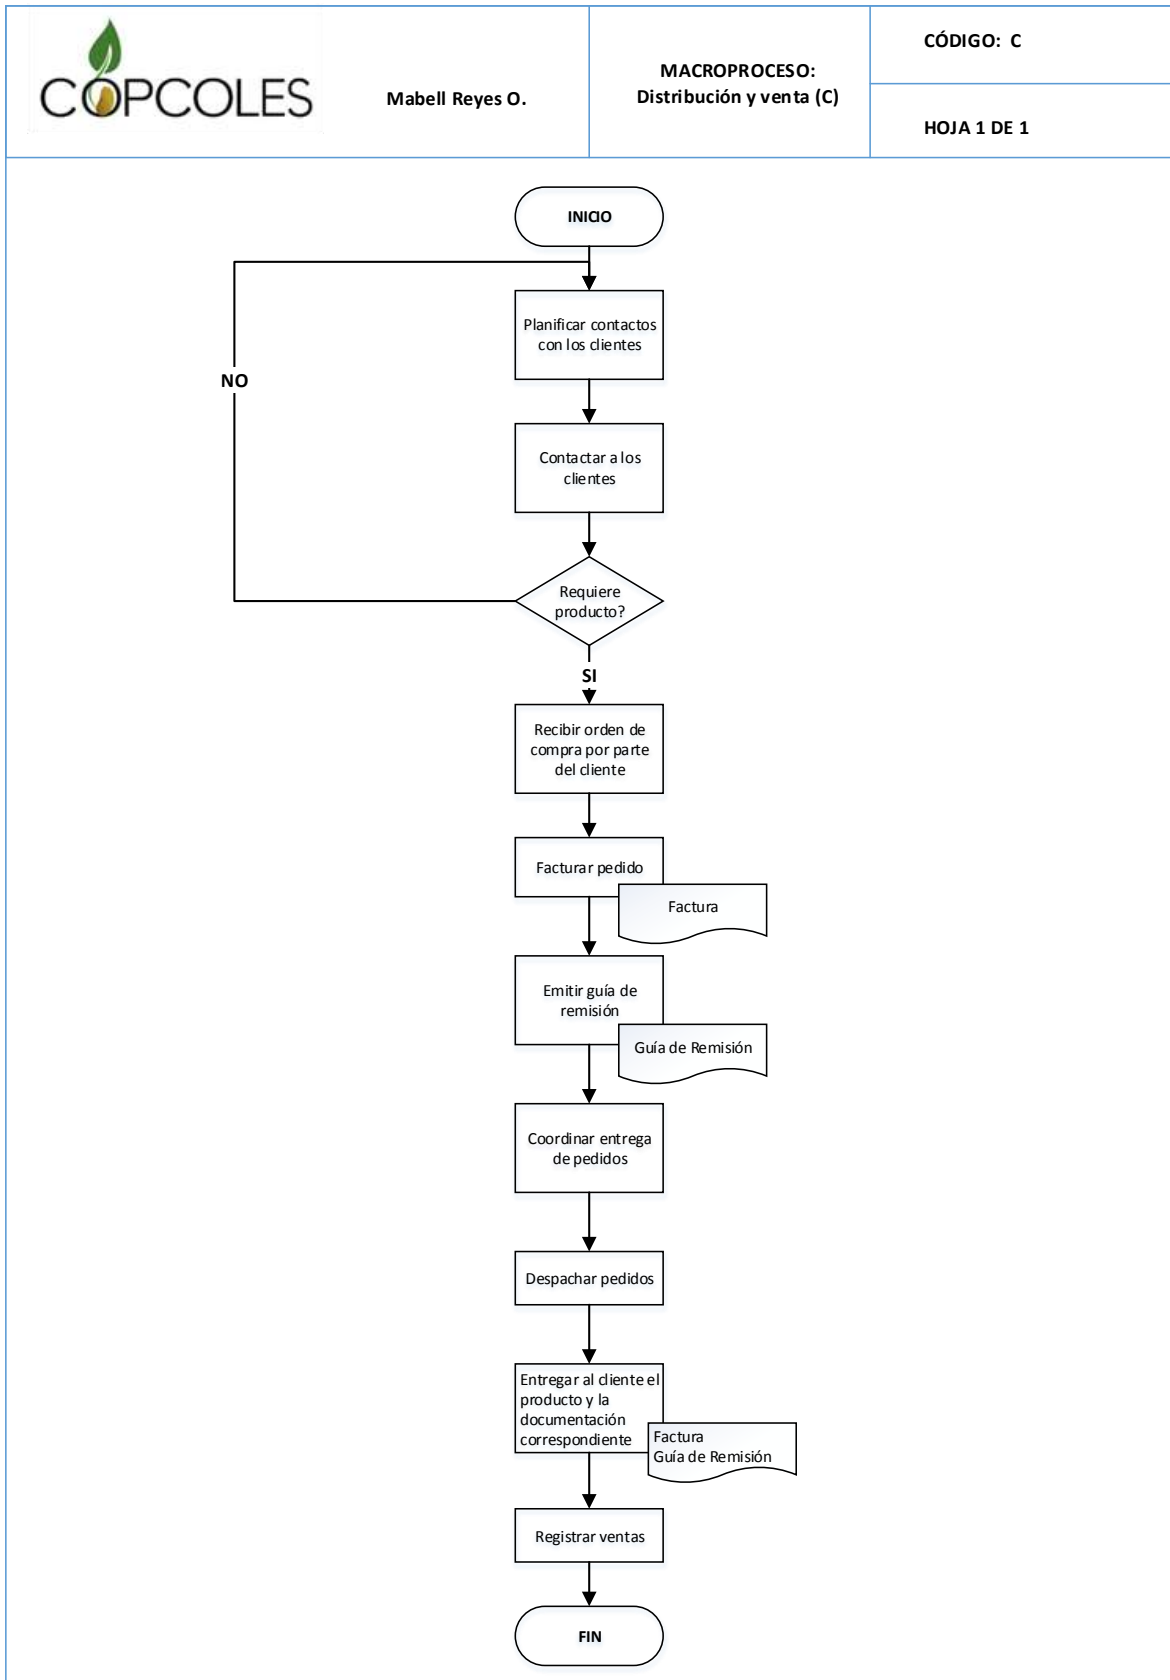 COPCOLES
Mabell Reyes O.
MACROPROCESO:
Distribución y venta (C)
CÓDIGO: C
HOJA 1 DE 1
INICIO
Planificar contactos
con los clientes
NO
Contactar a los
clientes
Requiere
producto?
SI
Recibir orden de
compra por parte
del cliente
Facturar pedido
Factura
Emitir guía de
remisión
Guía de Remisión
Coordinar entrega
de pedidos
Despachar pedidos
Entregar al cliente el
producto y la
documentación
correspondiente
Factura
Guía de Remisión
Registrar ventas
FIN